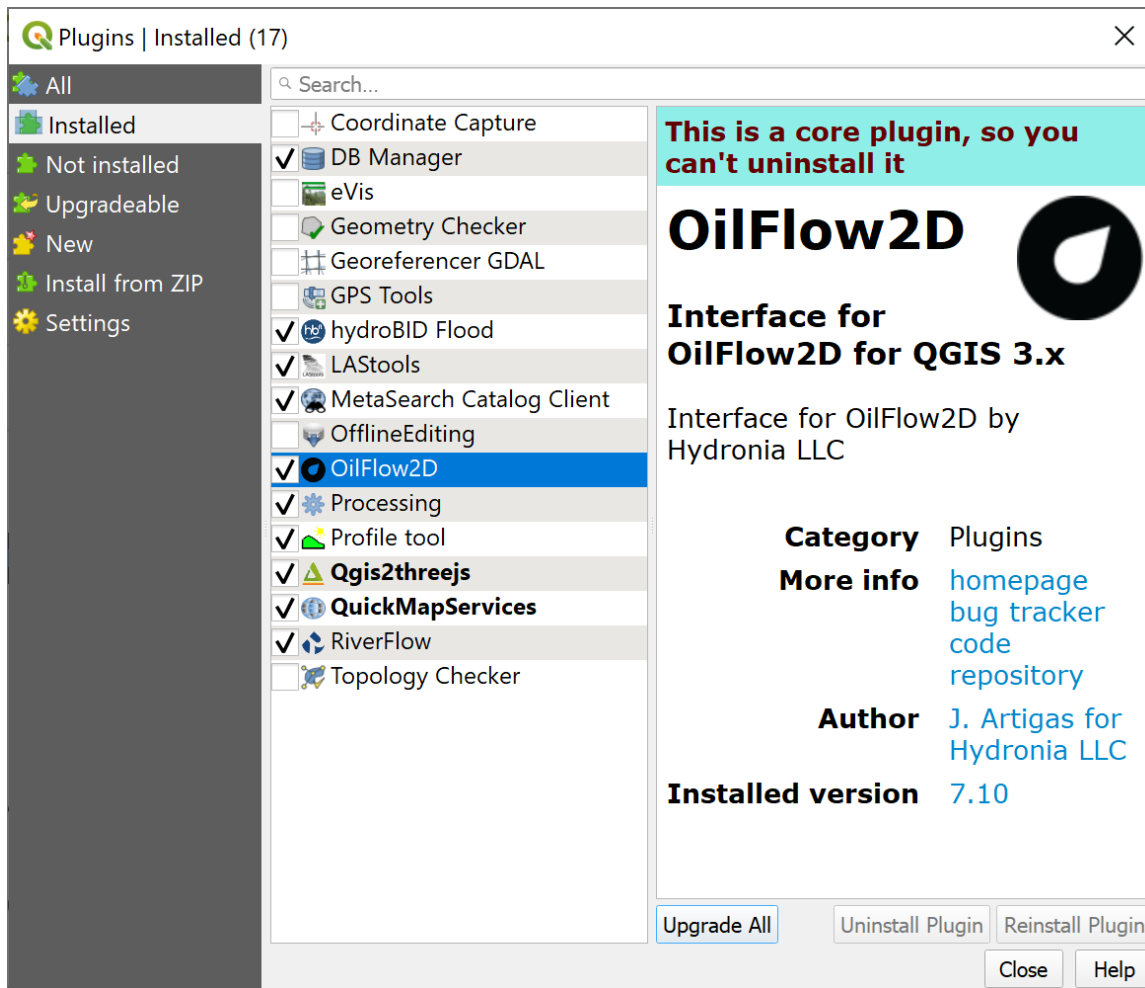 Plugins | Installed (17)
All
Installed
Not installed
Upgradeable
New
Install from ZIP
Settings
Search...
Coordinate Capture
DB Manager
eVis
Geometry Checker
Georeferencer GDAL
GPS Tools
hydroBID Flood
LAStools
MetaSearch Catalog Client
OfflineEditing
OilFlow2D
Processing
Profile tool
Qgis2threejs
QuickMapServices
RiverFlow
Topology Checker
This is a core plugin, so you
can't uninstall it
OilFlow2D
Interface for
OilFlow2D for QGIS 3.x
Interface for OilFlow2D by
Hydronia LLC
Category Plugins
More info homepage
bug tracker
code
repository
Author J. Artigas for
Hydronia LLC
Installed version 7.10
Upgrade All Uninstall Plugin Reinstall Plugin
Close Help